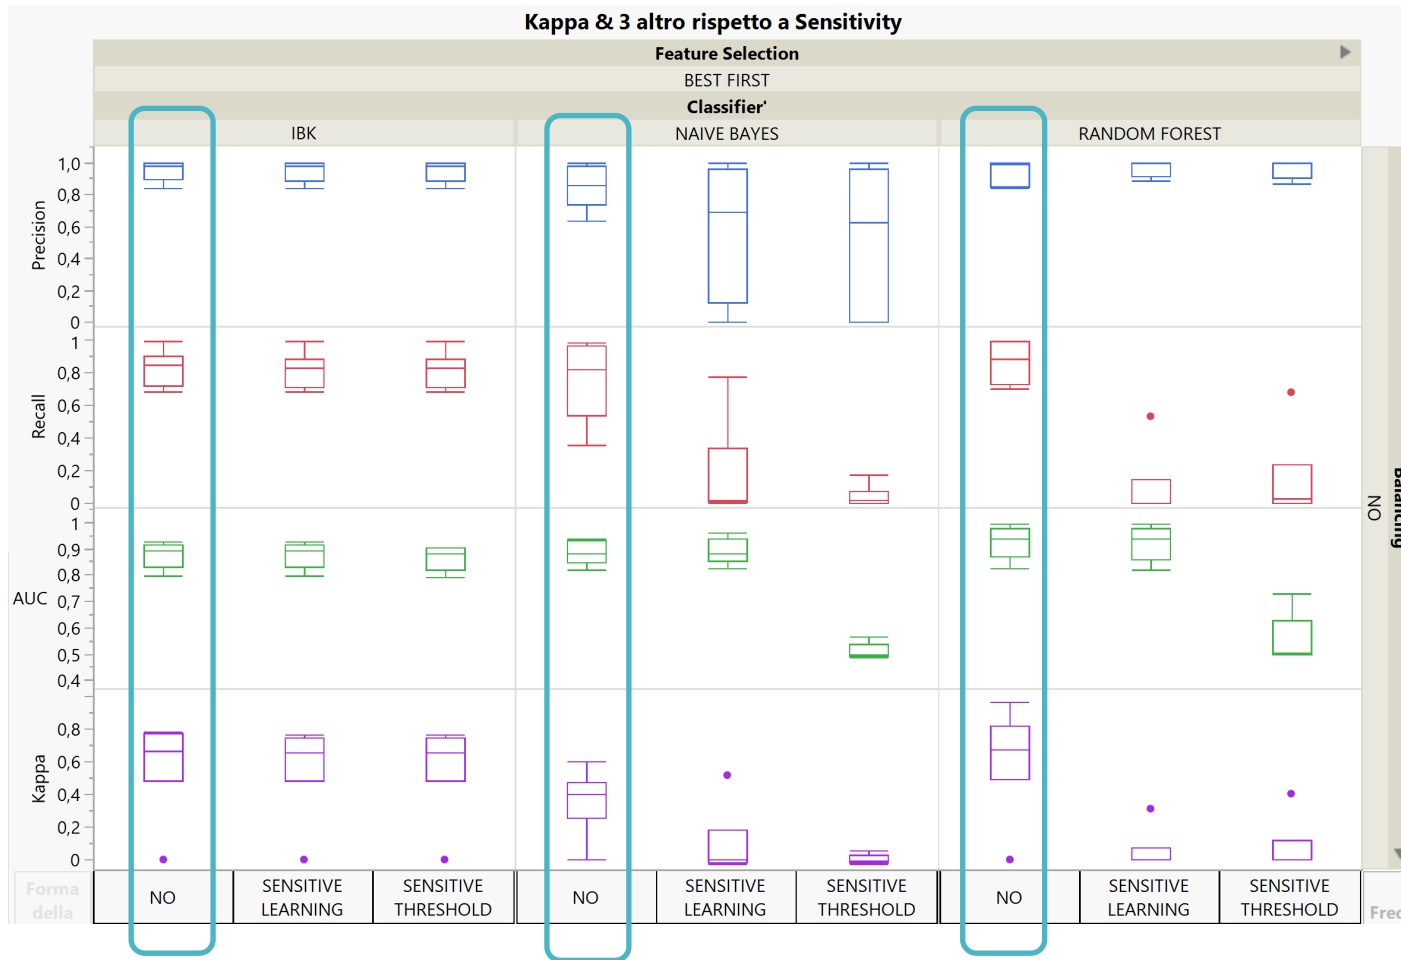 Kappa & 3 altro rispetto a Sensitivity
Feature Selection
BEST FIRST
Classifier'
IBK NAIVE BAYES RANDOM FOREST
Precision
1,0
0,8
0,6
0,4
0,2
0
Recall
1
0,8
0,6
0,4
0,2
0
AUC
1
0,9
0,8
0,7
0,6
0,5
0,4
Kappa
0,8
0,6
0,4
0,2
0
NO
Balancing
Forma
della
NO SENSITIVE LEARNING SENSITIVE THRESHOLD NO SENSITIVE LEARNING SENSITIVE THRESHOLD NO SENSITIVE LEARNING SENSITIVE THRESHOLD